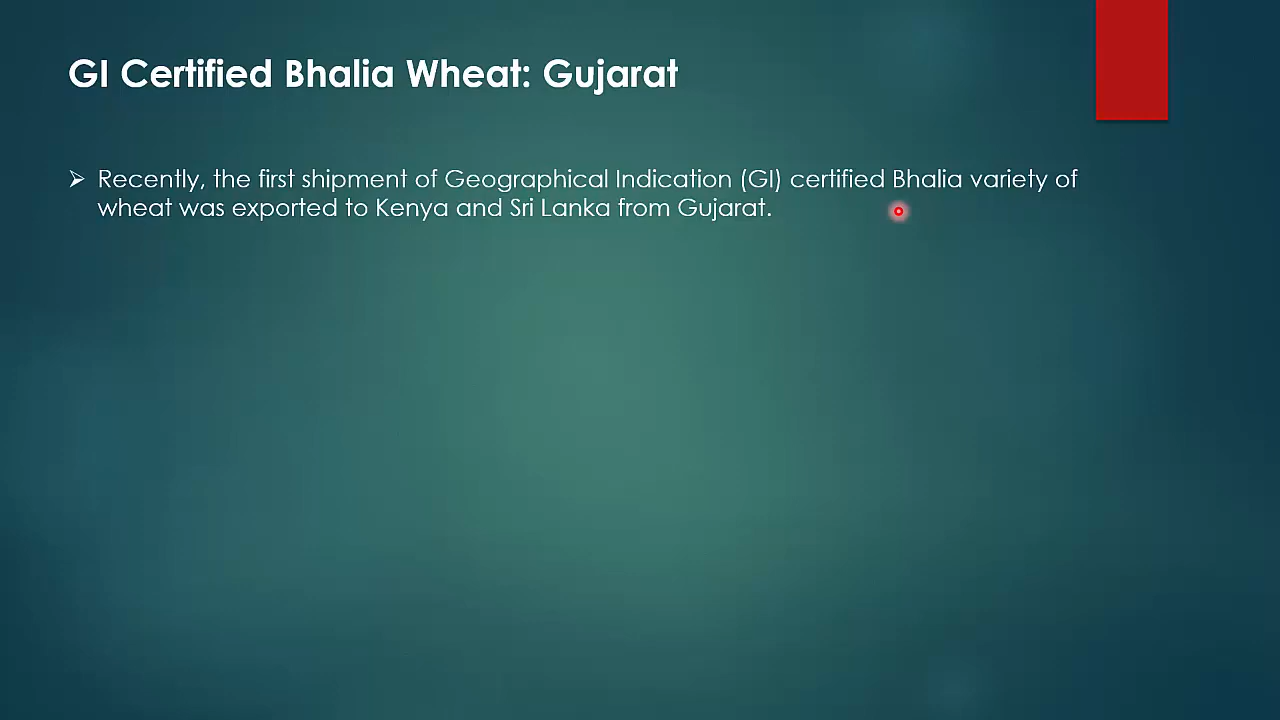 GI Certified Bhalia Wheat: Gujarat
Recently, the first shipment of Geographical Indication (GI) certified Bhalia variety of
wheat was exported to Kenya and Sri Lanka from Gujarat.